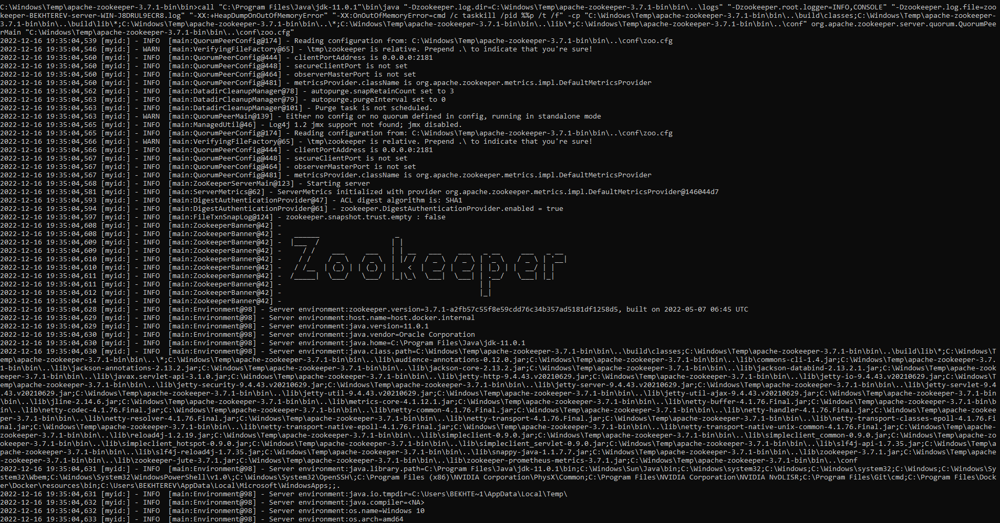 C:\Windows\Temp\apache-zookeeper-3.7.1-bin\bin>call "C:\Program Files\Java\jdk-11.0.1"\bin\java "-Dzookeeper.log.dir=C:\Windows\Temp\apache-zookeeper-3.7.1-bin\bin\..\logs" "-Dzookeeper.root.logger=INFO,CONSOLE" "-Dzookeeper.log.file=zoo
keeper-BEKHTEREV-server-WIN-J8DRUL9ECR8.log" "-XX:+HeapDumpOnOutOfMemoryError" "-XX:OnOutOfMemoryError=cmd /c taskkill /pid %%p /t /f" -cp "C:\Windows\Temp\apache-zookeeper-3.7.1-bin\bin\..\build\classes;C:\Windows\Temp\apache-zookeeper-
3.7.1-bin\bin\..\build\lib\*;C:\Windows\Temp\apache-zookeeper-3.7.1-bin\bin\..\*;C:\Windows\Temp\apache-zookeeper-3.7.1-bin\bin\..\lib\*;C:\Windows\Temp\apache-zookeeper-3.7.1-bin\bin\..\conf" org.apache.zookeeper.server.quorum.QuorumPee
rMain "C:\Windows\Temp\apache-zookeeper-3.7.1-bin\bin\..\conf\zoo.cfg"
2022-12-16 19:35:04,539 [myid:] - INFO  [main:QuorumPeerConfig@174] - Reading configuration from: C:\Windows\Temp\apache-zookeeper-3.7.1-bin\bin\..\conf\zoo.cfg
2022-12-16 19:35:04,546 [myid:] - WARN  [main:VerifyingFileFactory@65] - \tmp\zookeeper is relative. Prepend .\ to indicate that you're sure!
2022-12-16 19:35:04,560 [myid:] - INFO  [main:QuorumPeerConfig@444] - clientPortAddress is 0.0.0.0:2181
2022-12-16 19:35:04,560 [myid:] - INFO  [main:QuorumPeerConfig@448] - secureClientPort is not set
2022-12-16 19:35:04,560 [myid:] - INFO  [main:QuorumPeerConfig@464] - observerMasterPort is not set
2022-12-16 19:35:04,560 [myid:] - INFO  [main:QuorumPeerConfig@481] - metricsProvider.className is org.apache.zookeeper.metrics.impl.DefaultMetricsProvider
2022-12-16 19:35:04,562 [myid:] - INFO  [main:DatadirCleanupManager@78] - autopurge.snapRetainCount set to 3
2022-12-16 19:35:04,563 [myid:] - INFO  [main:DatadirCleanupManager@79] - autopurge.purgeInterval set to 0
2022-12-16 19:35:04,563 [myid:] - INFO  [main:DatadirCleanupManager@101] - Purge task is not scheduled.
2022-12-16 19:35:04,563 [myid:] - WARN  [main:QuorumPeerMain@139] - Either no config or no quorum defined in config, running in standalone mode
2022-12-16 19:35:04,565 [myid:] - INFO  [main:ManagedUtil@46] - Log4j 1.2 jmx support not found; jmx disabled.
2022-12-16 19:35:04,565 [myid:] - INFO  [main:QuorumPeerConfig@174] - Reading configuration from: C:\Windows\Temp\apache-zookeeper-3.7.1-bin\bin\..\conf\zoo.cfg
2022-12-16 19:35:04,566 [myid:] - WARN  [main:VerifyingFileFactory@65] - \tmp\zookeeper is relative. Prepend .\ to indicate that you're sure!
2022-12-16 19:35:04,566 [myid:] - INFO  [main:QuorumPeerConfig@444] - clientPortAddress is 0.0.0.0:2181
2022-12-16 19:35:04,567 [myid:] - INFO  [main:QuorumPeerConfig@448] - secureClientPort is not set
2022-12-16 19:35:04,567 [myid:] - INFO  [main:QuorumPeerConfig@464] - observerMasterPort is not set
2022-12-16 19:35:04,567 [myid:] - INFO  [main:QuorumPeerConfig@481] - metricsProvider.className is org.apache.zookeeper.metrics.impl.DefaultMetricsProvider
2022-12-16 19:35:04,568 [myid:] - INFO  [main:ZooKeeperServerMain@123] - Starting server
2022-12-16 19:35:04,581 [myid:] - INFO  [main:ServerMetrics@62] - ServerMetrics initialized with provider org.apache.zookeeper.metrics.impl.DefaultMetricsProvider@146044d7
2022-12-16 19:35:04,593 [myid:] - INFO  [main:DigestAuthenticationProvider@47] - ACL digest algorithm is: SHA1
2022-12-16 19:35:04,594 [myid:] - INFO  [main:DigestAuthenticationProvider@61] - zookeeper.DigestAuthenticationProvider.enabled = true
2022-12-16 19:35:04,597 [myid:] - INFO  [main:FileTxnSnapLog@124] - zookeeper.snapshot.trust.empty : false
2022-12-16 19:35:04,608 [myid:] - INFO  [main:ZookeeperBanner@42] -
2022-12-16 19:35:04,608 [myid:] - INFO  [main:ZookeeperBanner@42] -   ______                  _
2022-12-16 19:35:04,609 [myid:] - INFO  [main:ZookeeperBanner@42] -  |___  /                 | |
2022-12-16 19:35:04,609 [myid:] - INFO  [main:ZookeeperBanner@42] -     / /    ___     ___   | | __   ___    ___   _ __     ___   _ __
2022-12-16 19:35:04,610 [myid:] - INFO  [main:ZookeeperBanner@42] -    / /    / _ \   / _ \  | |/ /  / _ \  / _ \ | '_ \   / _ \ | '__|
2022-12-16 19:35:04,610 [myid:] - INFO  [main:ZookeeperBanner@42] -   / /__  | (_) | | (_) | |   <  |  __/ |  __/ | |_) | |  __/ | |
2022-12-16 19:35:04,611 [myid:] - INFO  [main:ZookeeperBanner@42] -  /_____|  \___/   \___/  |_|\_\  \___|  \___| | .__/   \___| |_|
2022-12-16 19:35:04,611 [myid:] - INFO  [main:ZookeeperBanner@42] -                                               | |
2022-12-16 19:35:04,612 [myid:] - INFO  [main:ZookeeperBanner@42] -                                               |_|
2022-12-16 19:35:04,614 [myid:] - INFO  [main:ZookeeperBanner@42] -
2022-12-16 19:35:04,628 [myid:] - INFO  [main:Environment@98] - Server environment:zookeeper.version=3.7.1-a2fb57c55f8e59cdd76c34b357ad5181df1258d5, built on 2022-05-07 06:45 UTC
2022-12-16 19:35:04,629 [myid:] - INFO  [main:Environment@98] - Server environment:host.name=host.docker.internal
2022-12-16 19:35:04,629 [myid:] - INFO  [main:Environment@98] - Server environment:java.version=11.0.1
2022-12-16 19:35:04,630 [myid:] - INFO  [main:Environment@98] - Server environment:java.vendor=Oracle Corporation
2022-12-16 19:35:04,630 [myid:] - INFO  [main:Environment@98] - Server environment:java.home=C:\Program Files\Java\jdk-11.0.1
2022-12-16 19:35:04,630 [myid:] - INFO  [main:Environment@98] - Server environment:java.class.path=C:\Windows\Temp\apache-zookeeper-3.7.1-bin\bin\..\build\classes;C:\Windows\Temp\apache-zookeeper-3.7.1-bin\bin\..\build\lib\*;C:\Windows\T
emp\apache-zookeeper-3.7.1-bin\bin\..\*;C:\Windows\Temp\apache-zookeeper-3.7.1-bin\bin\..\lib\audience-annotations-0.12.0.jar;C:\Windows\Temp\apache-zookeeper-3.7.1-bin\bin\..\lib\commons-cli-1.4.jar;C:\Windows\Temp\apache-zookeeper-3.7.
1-bin\bin\..\lib\jackson-annotations-2.13.2.jar;C:\Windows\Temp\apache-zookeeper-3.7.1-bin\bin\..\lib\jackson-core-2.13.2.jar;C:\Windows\Temp\apache-zookeeper-3.7.1-bin\bin\..\lib\jackson-databind-2.13.2.1.jar;C:\Windows\Temp\apache-zook
eeper-3.7.1-bin\bin\..\lib\javax.servlet-api-3.1.0.jar;C:\Windows\Temp\apache-zookeeper-3.7.1-bin\bin\..\lib\jetty-http-9.4.43.v20210629.jar;C:\Windows\Temp\apache-zookeeper-3.7.1-bin\bin\..\lib\jetty-io-9.4.43.v20210629.jar;C:\Windows\T
emp\apache-zookeeper-3.7.1-bin\bin\..\lib\jetty-security-9.4.43.v20210629.jar;C:\Windows\Temp\apache-zookeeper-3.7.1-bin\bin\..\lib\jetty-server-9.4.43.v20210629.jar;C:\Windows\Temp\apache-zookeeper-3.7.1-bin\bin\..\lib\jetty-servlet-9.4
.43.v20210629.jar;C:\Windows\Temp\apache-zookeeper-3.7.1-bin\bin\..\lib\jetty-util-9.4.43.v20210629.jar;C:\Windows\Temp\apache-zookeeper-3.7.1-bin\bin\..\lib\jetty-util-ajax-9.4.43.v20210629.jar;C:\Windows\Temp\apache-zookeeper-3.7.1-bin
\bin\..\lib\jline-2.14.6.jar;C:\Windows\Temp\apache-zookeeper-3.7.1-bin\bin\..\lib\metrics-core-4.1.12.1.jar;C:\Windows\Temp\apache-zookeeper-3.7.1-bin\bin\..\lib\netty-buffer-4.1.76.Final.jar;C:\Windows\Temp\apache-zookeeper-3.7.1-bin\b
in\..\lib\netty-codec-4.1.76.Final.jar;C:\Windows\Temp\apache-zookeeper-3.7.1-bin\bin\..\lib\netty-common-4.1.76.Final.jar;C:\Windows\Temp\apache-zookeeper-3.7.1-bin\bin\..\lib\netty-handler-4.1.76.Final.jar;C:\Windows\Temp\apache-zookee
per-3.7.1-bin\bin\..\lib\netty-resolver-4.1.76.Final.jar;C:\Windows\Temp\apache-zookeeper-3.7.1-bin\bin\..\lib\netty-transport-4.1.76.Final.jar;C:\Windows\Temp\apache-zookeeper-3.7.1-bin\bin\..\lib\netty-transport-classes-epoll-4.1.76.Fi
nal.jar;C:\Windows\Temp\apache-zookeeper-3.7.1-bin\bin\..\lib\netty-transport-native-epoll-4.1.76.Final.jar;C:\Windows\Temp\apache-zookeeper-3.7.1-bin\bin\..\lib\netty-transport-native-unix-common-4.1.76.Final.jar;C:\Windows\Temp\apache-
zookeeper-3.7.1-bin\bin\..\lib\reload4j-1.2.19.jar;C:\Windows\Temp\apache-zookeeper-3.7.1-bin\bin\..\lib\simpleclient-0.9.0.jar;C:\Windows\Temp\apache-zookeeper-3.7.1-bin\bin\..\lib\simpleclient_common-0.9.0.jar;C:\Windows\Temp\apache-zo
okeeper-3.7.1-bin\bin\..\lib\simpleclient_hotspot-0.9.0.jar;C:\Windows\Temp\apache-zookeeper-3.7.1-bin\bin\..\lib\simpleclient_servlet-0.9.0.jar;C:\Windows\Temp\apache-zookeeper-3.7.1-bin\bin\..\lib\slf4j-api-1.7.35.jar;C:\Windows\Temp\a
pache-zookeeper-3.7.1-bin\bin\..\lib\slf4j-reload4j-1.7.35.jar;C:\Windows\Temp\apache-zookeeper-3.7.1-bin\bin\..\lib\snappy-java-1.1.7.7.jar;C:\Windows\Temp\apache-zookeeper-3.7.1-bin\bin\..\lib\zookeeper-3.7.1.jar;C:\Windows\Temp\apache
-zookeeper-3.7.1-bin\bin\..\lib\zookeeper-jute-3.7.1.jar;C:\Windows\Temp\apache-zookeeper-3.7.1-bin\bin\..\lib\zookeeper-prometheus-metrics-3.7.1.jar;C:\Windows\Temp\apache-zookeeper-3.7.1-bin\bin\..\conf
2022-12-16 19:35:04,631 [myid:] - INFO  [main:Environment@98] - Server environment:java.library.path=C:\Program Files\Java\jdk-11.0.1\bin;C:\Windows\Sun\Java\bin;C:\Windows\system32;C:\Windows;C:\Windows\system32;C:\Windows;C:\Windows\Sy
stem32\Wbem;C:\Windows\System32\WindowsPowerShell\v1.0\;C:\Windows\System32\OpenSSH\;C:\Program Files (x86)\NVIDIA Corporation\PhysX\Common;C:\Program Files\NVIDIA Corporation\NVIDIA NvDLISR;C:\Program Files\Git\cmd;C:\Program Files\Dock
er\Docker\resources\bin;C:\Users\BEKHTEREV\AppData\Local\Microsoft\WindowsApps;;.
2022-12-16 19:35:04,631 [myid:] - INFO  [main:Environment@98] - Server environment:java.io.tmpdir=C:\Users\BEKHTE~1\AppData\Local\Temp\
2022-12-16 19:35:04,632 [myid:] - INFO  [main:Environment@98] - Server environment:java.compiler=<NA>
2022-12-16 19:35:04,632 [myid:] - INFO  [main:Environment@98] - Server environment:os.name=Windows 10
2022-12-16 19:35:04,633 [myid:] - INFO  [main:Environment@98] - Server environment:os.arch=amd64